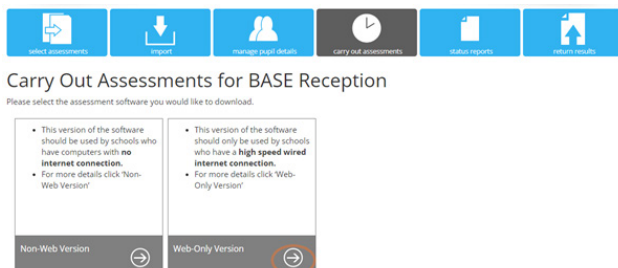 select assessments
import
manage pupil details
carry out assessments
status reports
return results
Carry Out Assessments for BASE Reception
Please select the assessment software you would like to download.
• This version of the software
should be used by schools who
have computers with no
internet connection.
• For more details click 'Non-
Web Version'
Non-Web Version
• This version of the software
should only be used by schools
who have a high speed wired
internet connection.
• For more details click 'Web-
Only Version'
Web-Only Version